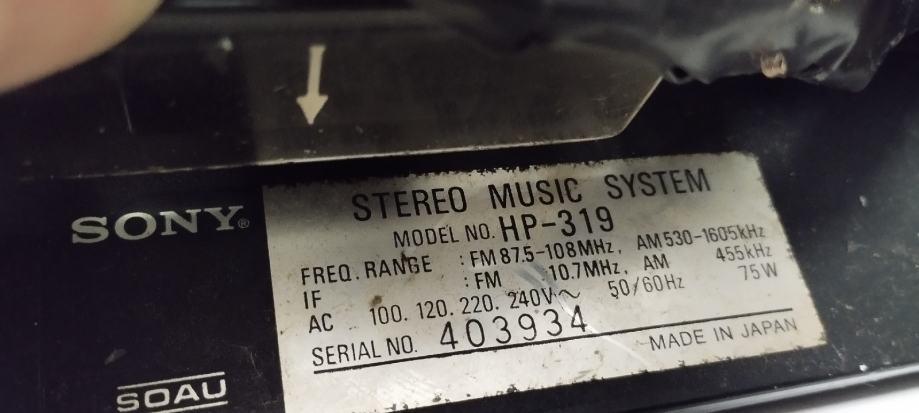 SONY®
STEREO MUSIC SYSTEM
MODEL NO. HP-319
FREQ. RANGE : FM 87.5-108MHz, AM 530-1605kHz
IF : FM 10.7MHz, AM 455kHz
AC 100. 120. 220. 240V~ 50/60Hz 75W
SERIAL NO. 403934
MADE IN JAPAN
SOAU